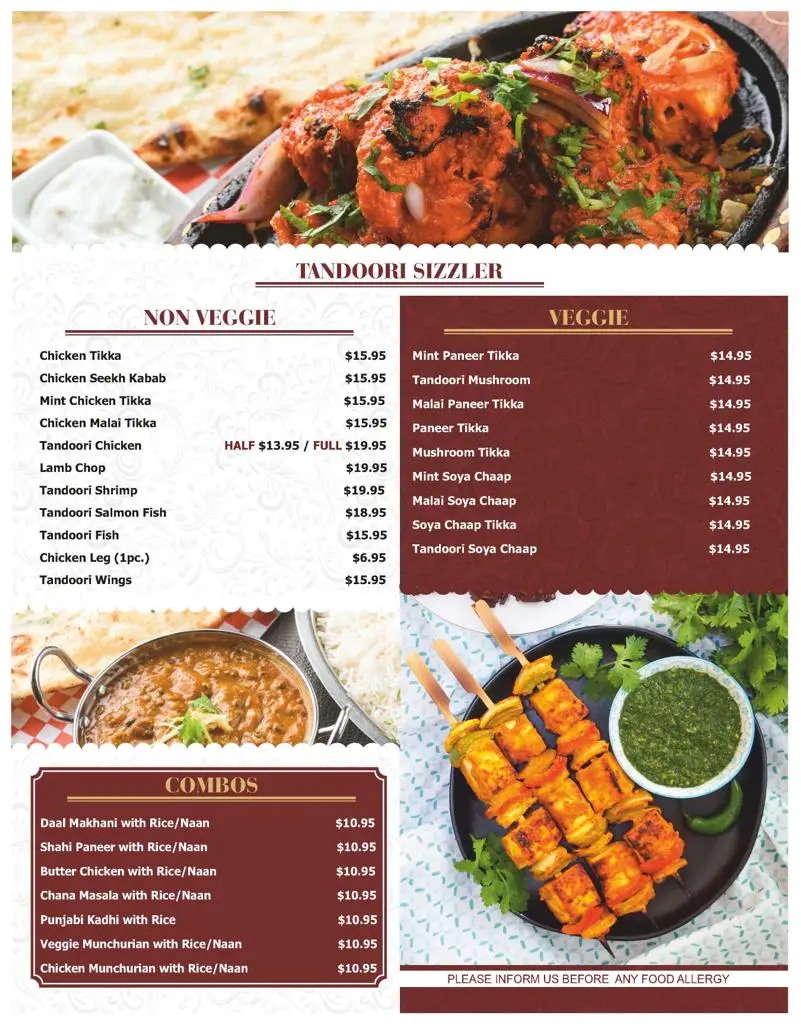 TANDOORI SIZZLER
NON VEGGIE
Chicken Tikka $15.95
Chicken Seekh Kabab $15.95
Mint Chicken Tikka $15.95
Chicken Malai Tikka $15.95
Tandoori Chicken HALF $13.95 / FULL $19.95
Lamb Chop $19.95
Tandoori Shrimp $19.95
Tandoori Salmon Fish $18.95
Tandoori Fish $15.95
Chicken Leg (1pc.) $6.95
Tandoori Wings $15.95
VEGGIE
Mint Paneer Tikka $14.95
Tandoori Mushroom $14.95
Malai Paneer Tikka $14.95
Paneer Tikka $14.95
Mushroom Tikka $14.95
Mint Soya Chaap $14.95
Malai Soya Chaap $14.95
Soya Chaap Tikka $14.95
Tandoori Soya Chaap $14.95
COMBOS
Daal Makhani with Rice/Naan $10.95
Shahi Paneer with Rice/Naan $10.95
Butter Chicken with Rice/Naan $10.95
Chana Masala with Rice/Naan $10.95
Punjabi Kadhi with Rice $10.95
Veggie Munchurian with Rice/Naan $10.95
Chicken Munchurian with Rice/Naan $10.95
PLEASE INFORM US BEFORE ANY FOOD ALLERGY